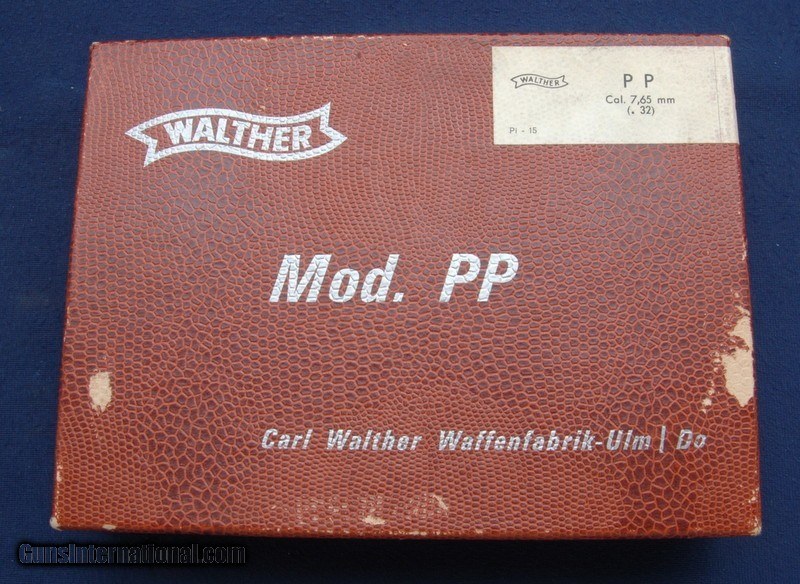 WALTHER
WALTHER
P P
Cal. 7,65 mm
(. 32)
PI - 15
Mod. PP
Carl Walther Waffenfabrik-Ulm | Do
GunsInternational.com